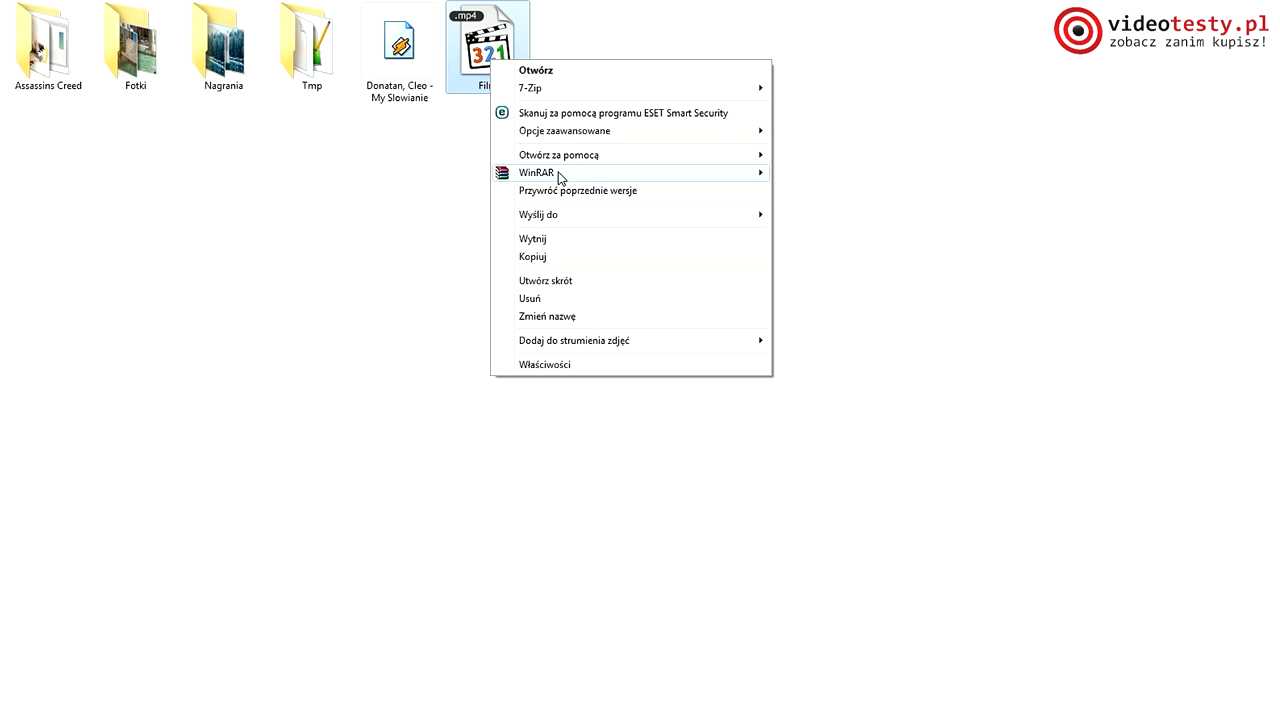 Assassins Creed
Fotki
Nagrania
Tmp
Donatan, Cleo -
My Slowianie
.mp4
321
videotesty.pl
zobacz zanim kupisz!
Otwórz
7-Zip
Skanuj za pomocą programu ESET Smart Security
Opcje zaawansowane
Otwórz za pomocą
WinRAR
Przywróć poprzednie wersje
Wyślij do
Wytnij
Kopiuj
Utwórz skrót
Usuń
Zmień nazwę
Dodaj do strumienia zdjęć
Właściwości